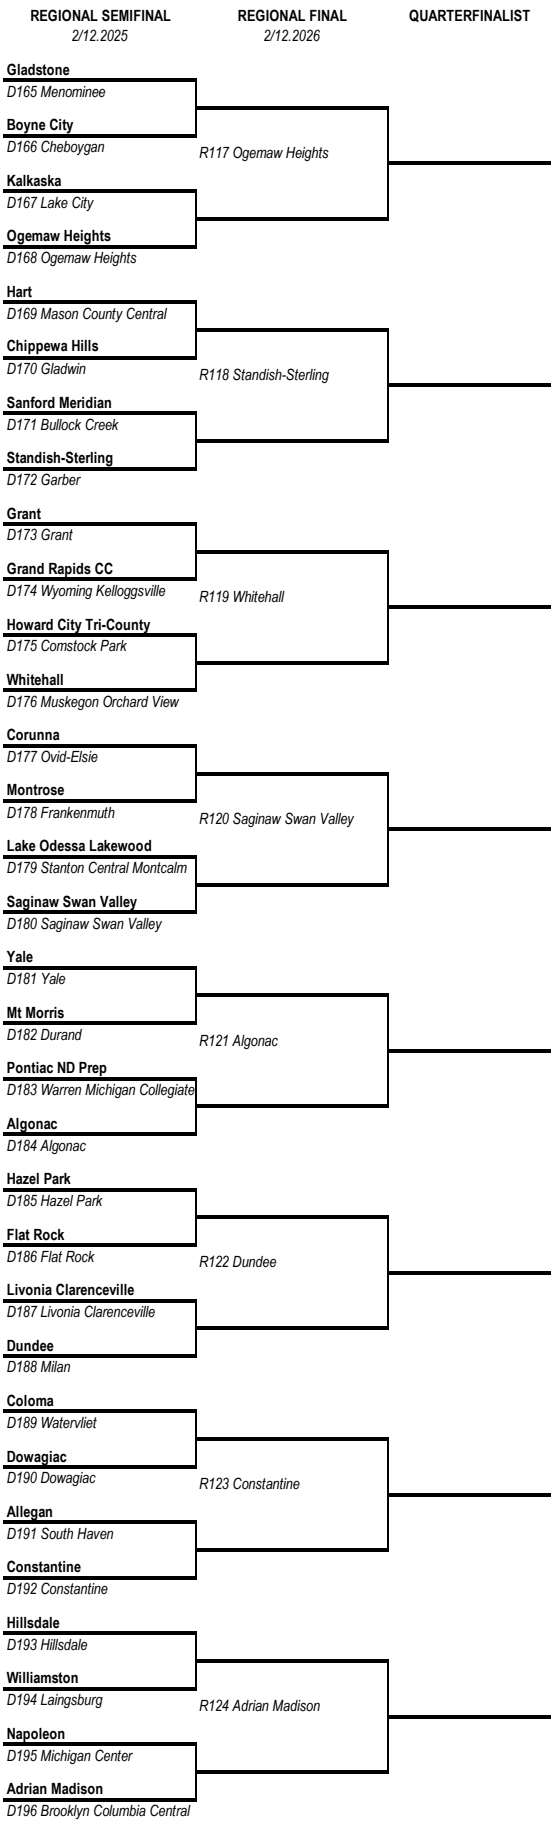 REGIONAL SEMIFINAL REGIONAL FINAL QUARTERFINALIST
2/12.2025 2/12.2026
Gladstone
D165 Menominee
Boyne City
D166 Cheboygan
R117 Ogemaw Heights
Kalkaska
D167 Lake City
Ogemaw Heights
D168 Ogemaw Heights
Hart
D169 Mason County Central
Chippewa Hills
D170 Gladwin
R118 Standish-Sterling
Sanford Meridian
D171 Bullock Creek
Standish-Sterling
D172 Garber
Grant
D173 Grant
Grand Rapids CC
D174 Wyoming Kelloggsville
R119 Whitehall
Howard City Tri-County
D175 Comstock Park
Whitehall
D176 Muskegon Orchard View
Corunna
D177 Ovid-Elsie
Montrose
D178 Frankenmuth
R120 Saginaw Swan Valley
Lake Odessa Lakewood
D179 Stanton Central Montcalm
Saginaw Swan Valley
D180 Saginaw Swan Valley
Yale
D181 Yale
Mt Morris
D182 Durand
R121 Algonac
Pontiac ND Prep
D183 Warren Michigan Collegiate
Algonac
D184 Algonac
Hazel Park
D185 Hazel Park
Flat Rock
D186 Flat Rock
R122 Dundee
Livonia Clarenceville
D187 Livonia Clarenceville
Dundee
D188 Milan
Coloma
D189 Watervliet
Dowagiac
D190 Dowagiac
R123 Constantine
Allegan
D191 South Haven
Constantine
D192 Constantine
Hillsdale
D193 Hillsdale
Williamston
D194 Laingsburg
R124 Adrian Madison
Napoleon
D195 Michigan Center
Adrian Madison
D196 Brooklyn Columbia Central